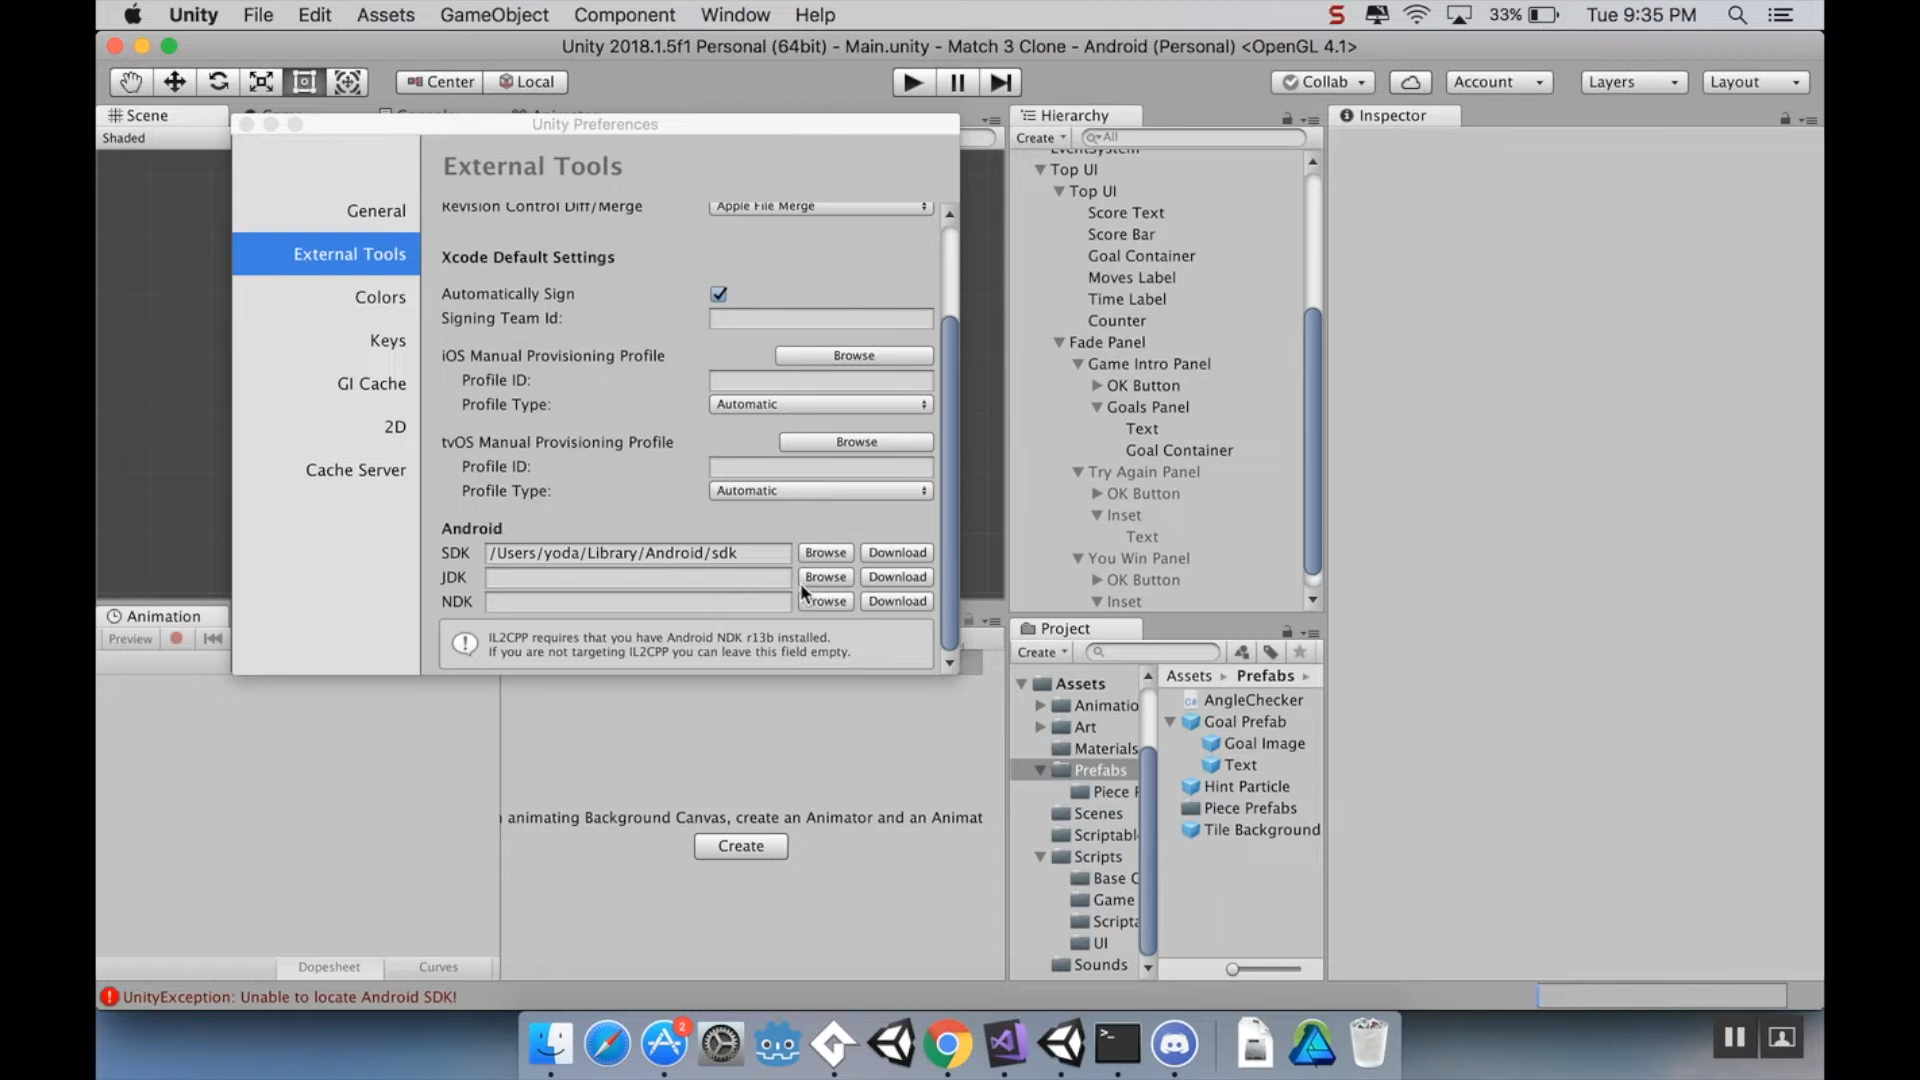 Unity File Edit Assets GameObject Component Window Help
33% Tue 9:35 PM
Unity 2018.1.5f1 Personal (64bit) - Main.unity - Match 3 Clone - Android (Personal) <OpenGL 4.1>
Center Local
Collab Account Layers Layout
Scene
Shaded
Unity Preferences
General
External Tools
Colors
Keys
GI Cache
2D
Cache Server
External Tools
Revision Control Diff/Merge Apple File Merge
Xcode Default Settings
Automatically Sign
Signing Team Id:
iOS Manual Provisioning Profile Browse
Profile ID:
Profile Type: Automatic
tvOS Manual Provisioning Profile Browse
Profile ID:
Profile Type: Automatic
Android
SDK /Users/yoda/Library/Android/sdk Browse Download
JDK Browse Download
NDK Browse Download
IL2CPP requires that you have Android NDK r13b installed.
If you are not targeting IL2CPP you can leave this field empty.
Hierarchy
Create All
EventSystem
Top UI
Top UI
Score Text
Score Bar
Goal Container
Moves Label
Time Label
Counter
Fade Panel
Game Intro Panel
OK Button
Goals Panel
Text
Goal Container
Try Again Panel
OK Button
Inset
Text
You Win Panel
OK Button
Inset
Inspector
Animation
Preview
animating Background Canvas, create an Animator and an Animat
Create
Dopesheet Curves
Project
Create
Assets
Animatio
Art
Materials
Prefabs
Piece
Scenes
Scriptabl
Scripts
Base C
Game
Scripta
UI
Sounds
Assets Prefabs
AngleChecker
Goal Prefab
Goal Image
Text
Hint Particle
Piece Prefabs
Tile Background
UnityException: Unable to locate Android SDK!
2